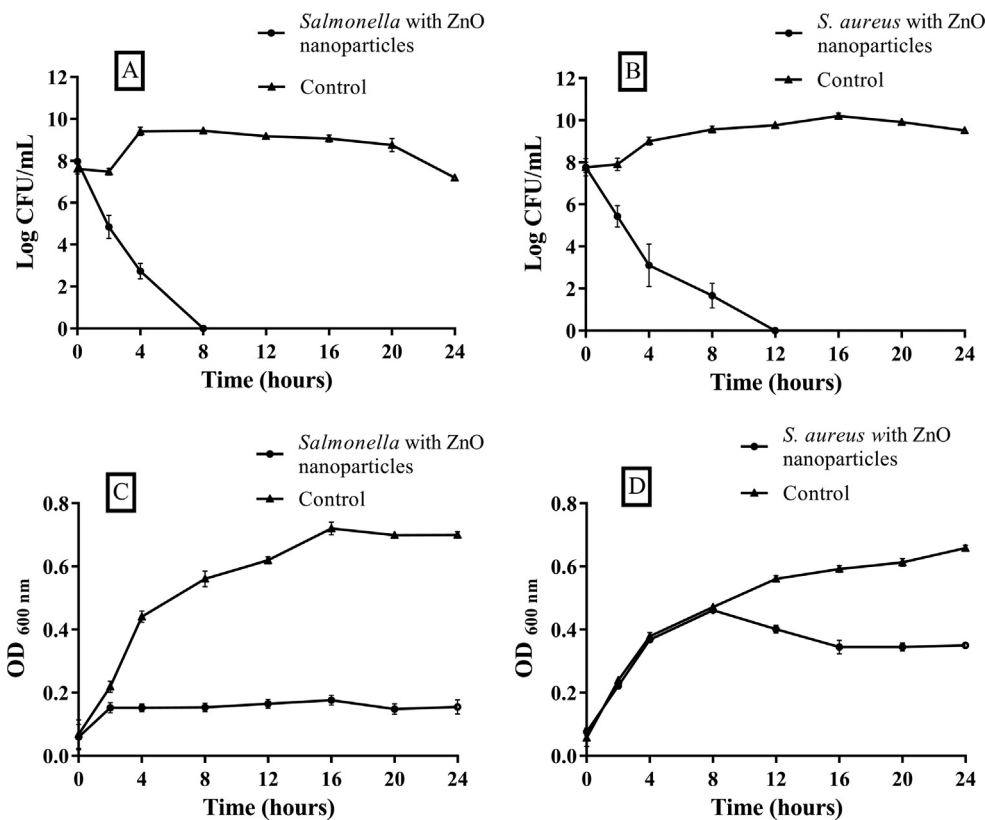 Salmonella with ZnO
nanoparticles
Control
A
12
10
8
6
4
2
0
Log CFU/mL
0 4 8 12 16 20 24
Time (hours)
S. aureus with ZnO
nanoparticles
Control
B
12
10
8
6
4
2
0
Log CFU/mL
0 4 8 12 16 20 24
Time (hours)
Salmonella with ZnO
nanoparticles
Control
C
0.8
0.6
0.4
0.2
0.0
OD 600 nm
0 4 8 12 16 20 24
Time (hours)
S. aureus with ZnO
nanoparticles
Control
D
0.8
0.6
0.4
0.2
0.0
OD 600 nm
0 4 8 12 16 20 24
Time (hours)